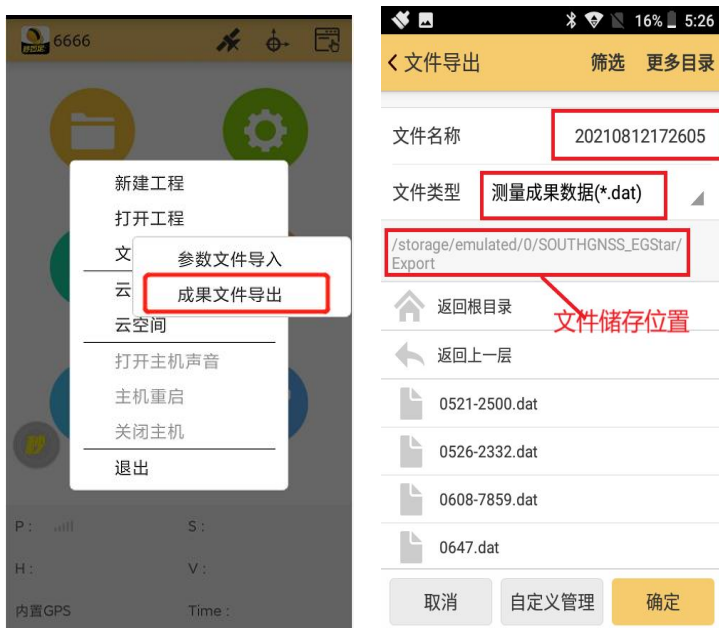 6666
新建工程
打开工程
文
参数文件导入
云
成果文件导出
云空间
打开主机声音
主机重启
关闭主机
退出
P :
S :
H :
V :
内置GPS
Time :
16% 5:26
文件导出 筛选 更多目录
文件名称 20210812172605
文件类型 测量成果数据(*.dat)
/storage/emulated/0/SOUTHGNSS_EGStar/
Export
文件储存位置
返回根目录
返回上一层
0521-2500.dat
0526-2332.dat
0608-7859.dat
0647.dat
取消 自定义管理 确定